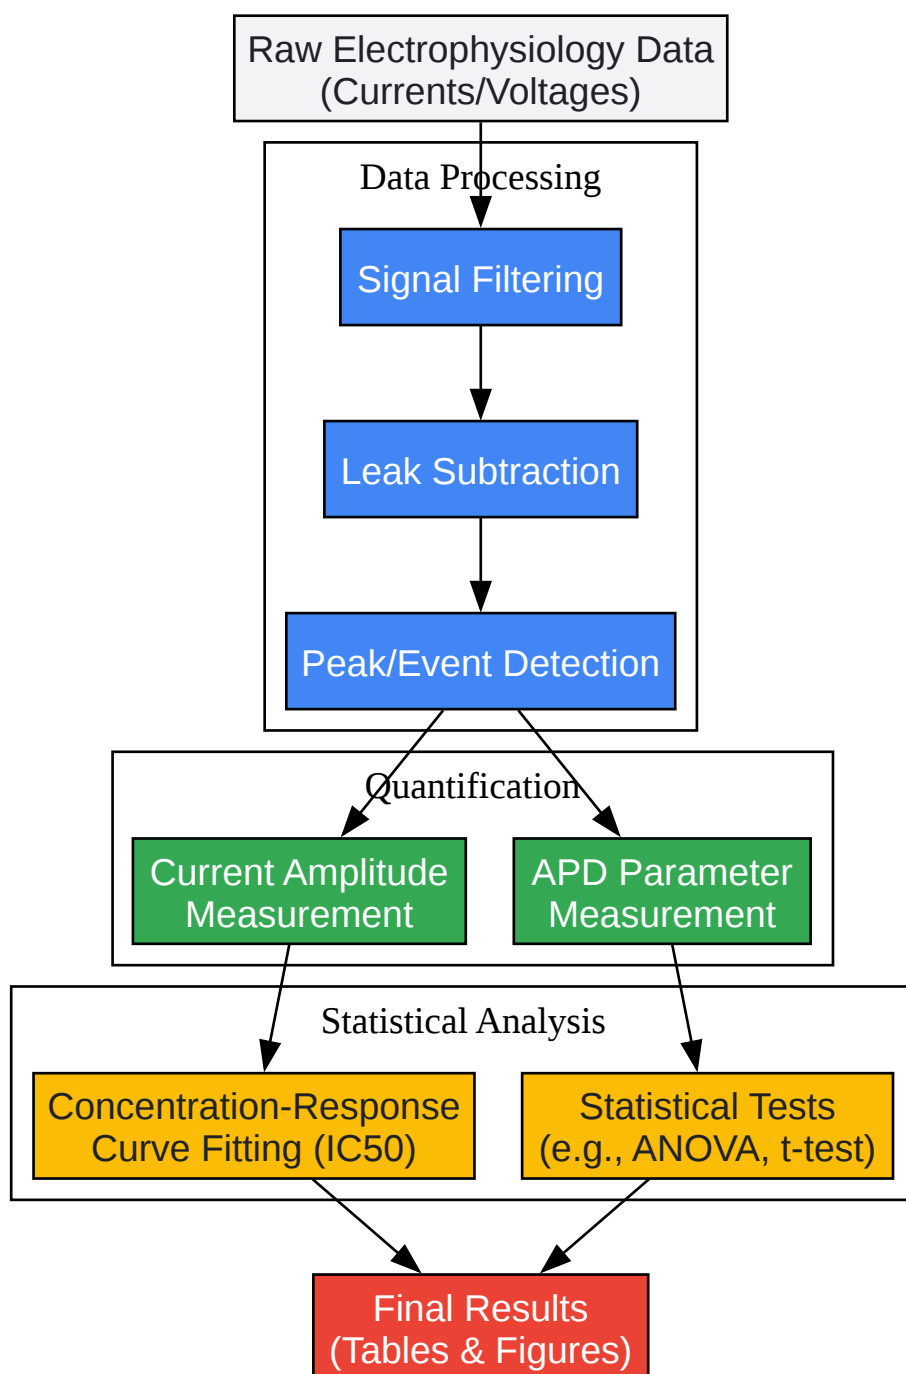 Raw Electrophysiology Data
(Currents/Voltages)
Data Processing
Signal Filtering
Leak Subtraction
Peak/Event Detection
Quantification
Current Amplitude
Measurement
APD Parameter
Measurement
Statistical Analysis
Concentration-Response
Curve Fitting (IC50)
Statistical Tests
(e.g., ANOVA, t-test)
Final Results
(Tables & Figures)